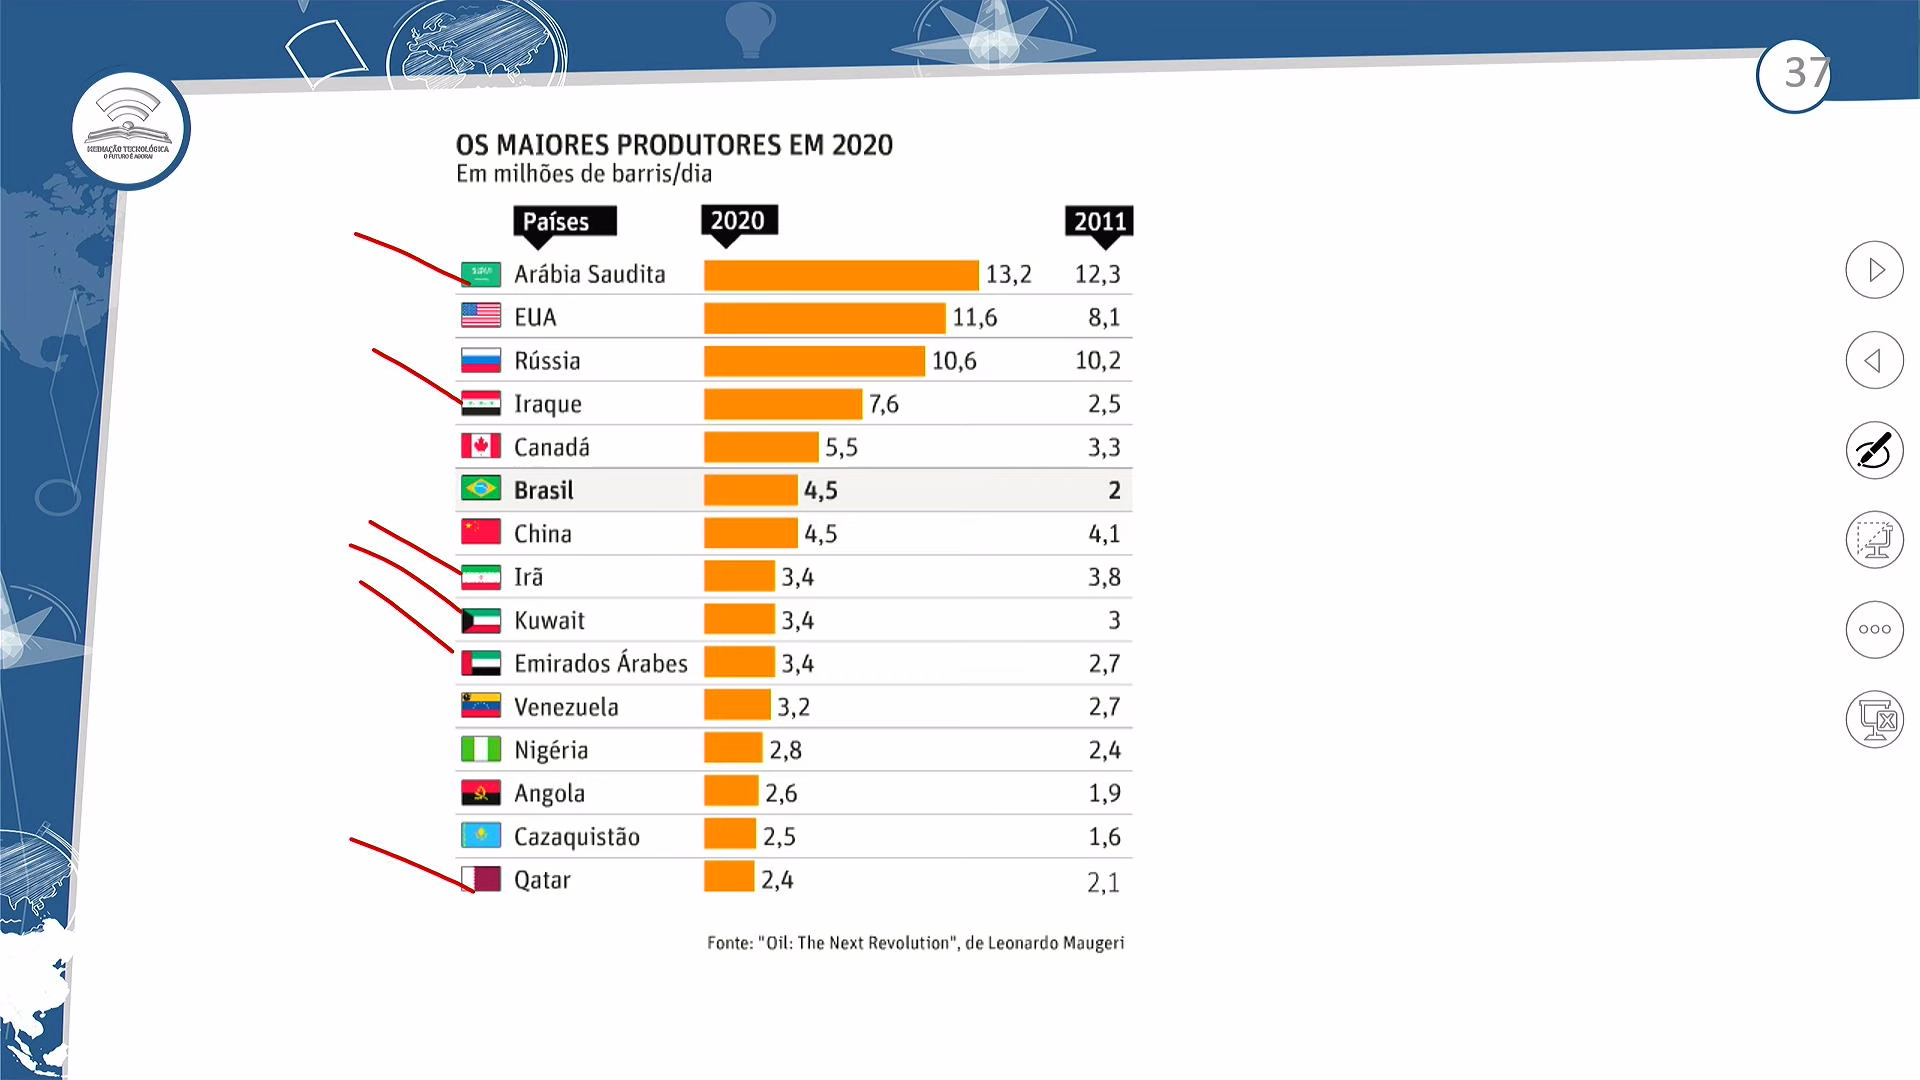 37
MEDIAÇÃO TECNOLÓGICA
O FUTURO É AGORA!
OS MAIORES PRODUTORES EM 2020
Em milhões de barris/dia
Países 2020 2011
Arábia Saudita 13,2 12,3
EUA 11,6 8,1
Rússia 10,6 10,2
Iraque 7,6 2,5
Canadá 5,5 3,3
Brasil 4,5 2
China 4,5 4,1
Irã 3,4 3,8
Kuwait 3,4 3
Emirados Árabes 3,4 2,7
Venezuela 3,2 2,7
Nigéria 2,8 2,4
Angola 2,6 1,9
Cazaquistão 2,5 1,6
Qatar 2,4 2,1
Fonte: "Oil: The Next Revolution", de Leonardo Maugeri